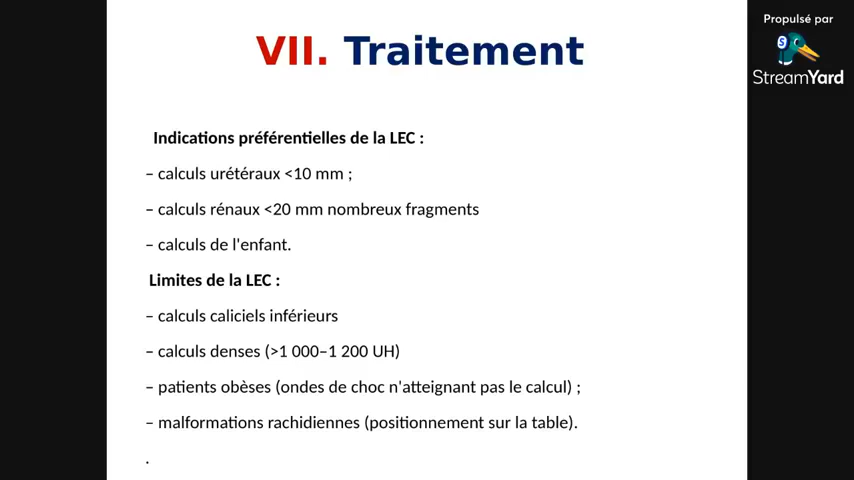 Propulsé par
StreamYard
VII. Traitement
Indications préférentielles de la LEC :
– calculs urétéraux <10 mm ;
– calculs rénaux <20 mm nombreux fragments
– calculs de l'enfant.
Limites de la LEC :
– calculs caliciels inférieurs
– calculs denses (>1 000–1 200 UH)
– patients obèses (ondes de choc n'atteignant pas le calcul) ;
– malformations rachidiennes (positionnement sur la table).
.